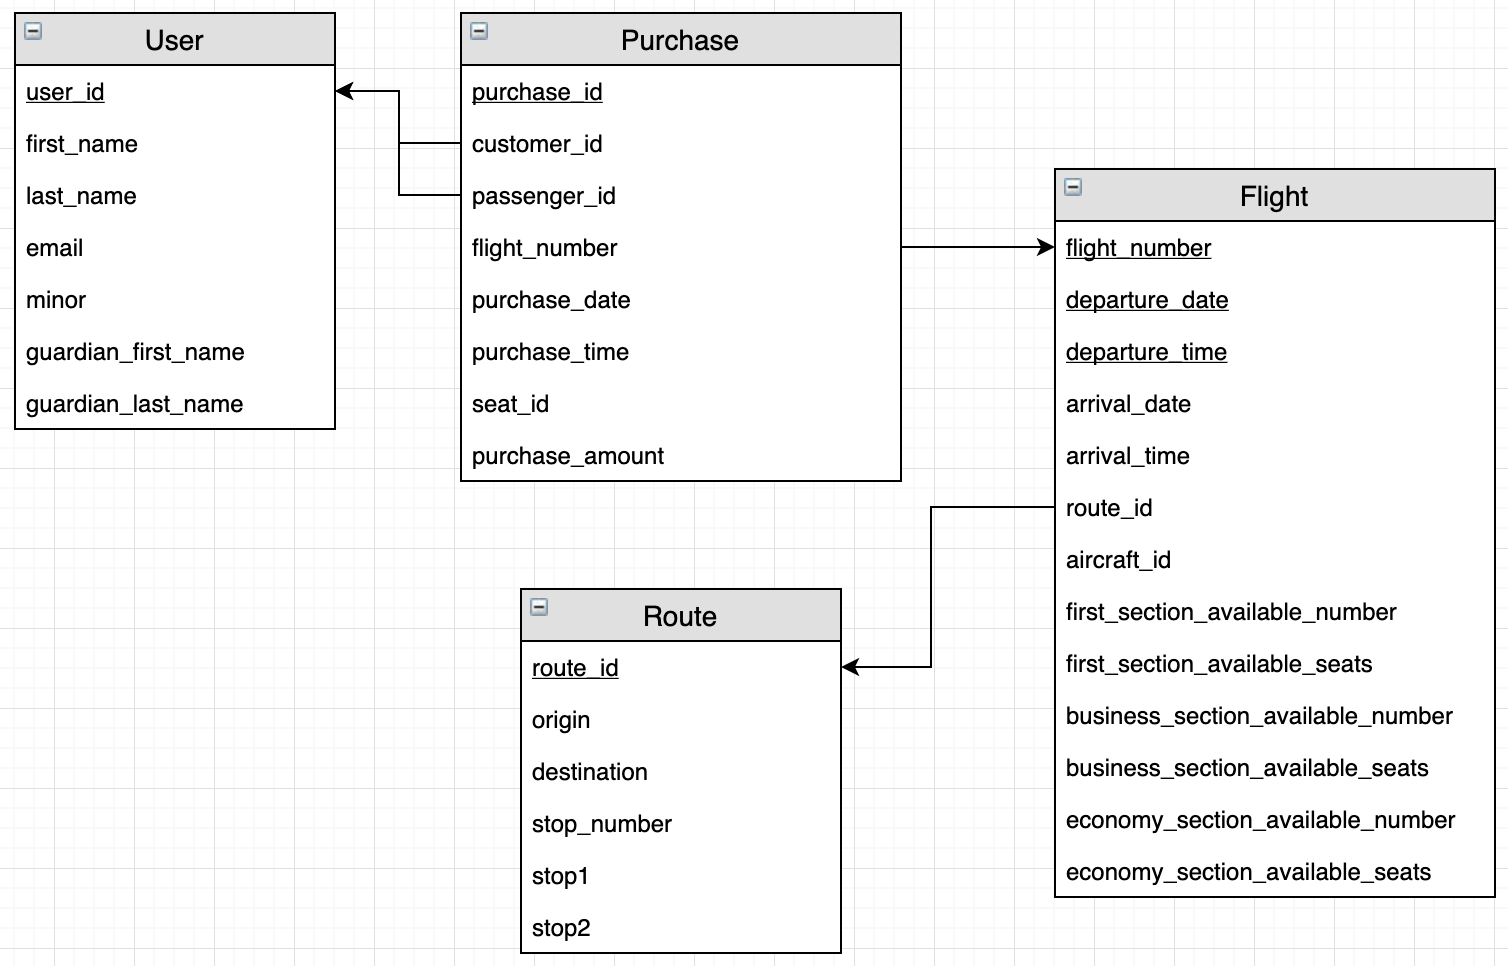 User
user_id
first_name
last_name
email
minor
guardian_first_name
guardian_last_name
Purchase
purchase_id
customer_id
passenger_id
flight_number
purchase_date
purchase_time
seat_id
purchase_amount
Flight
flight_number
departure_date
departure_time
arrival_date
arrival_time
route_id
aircraft_id
first_section_available_number
first_section_available_seats
business_section_available_number
business_section_available_seats
economy_section_available_number
economy_section_available_seats
Route
route_id
origin
destination
stop_number
stop1
stop2